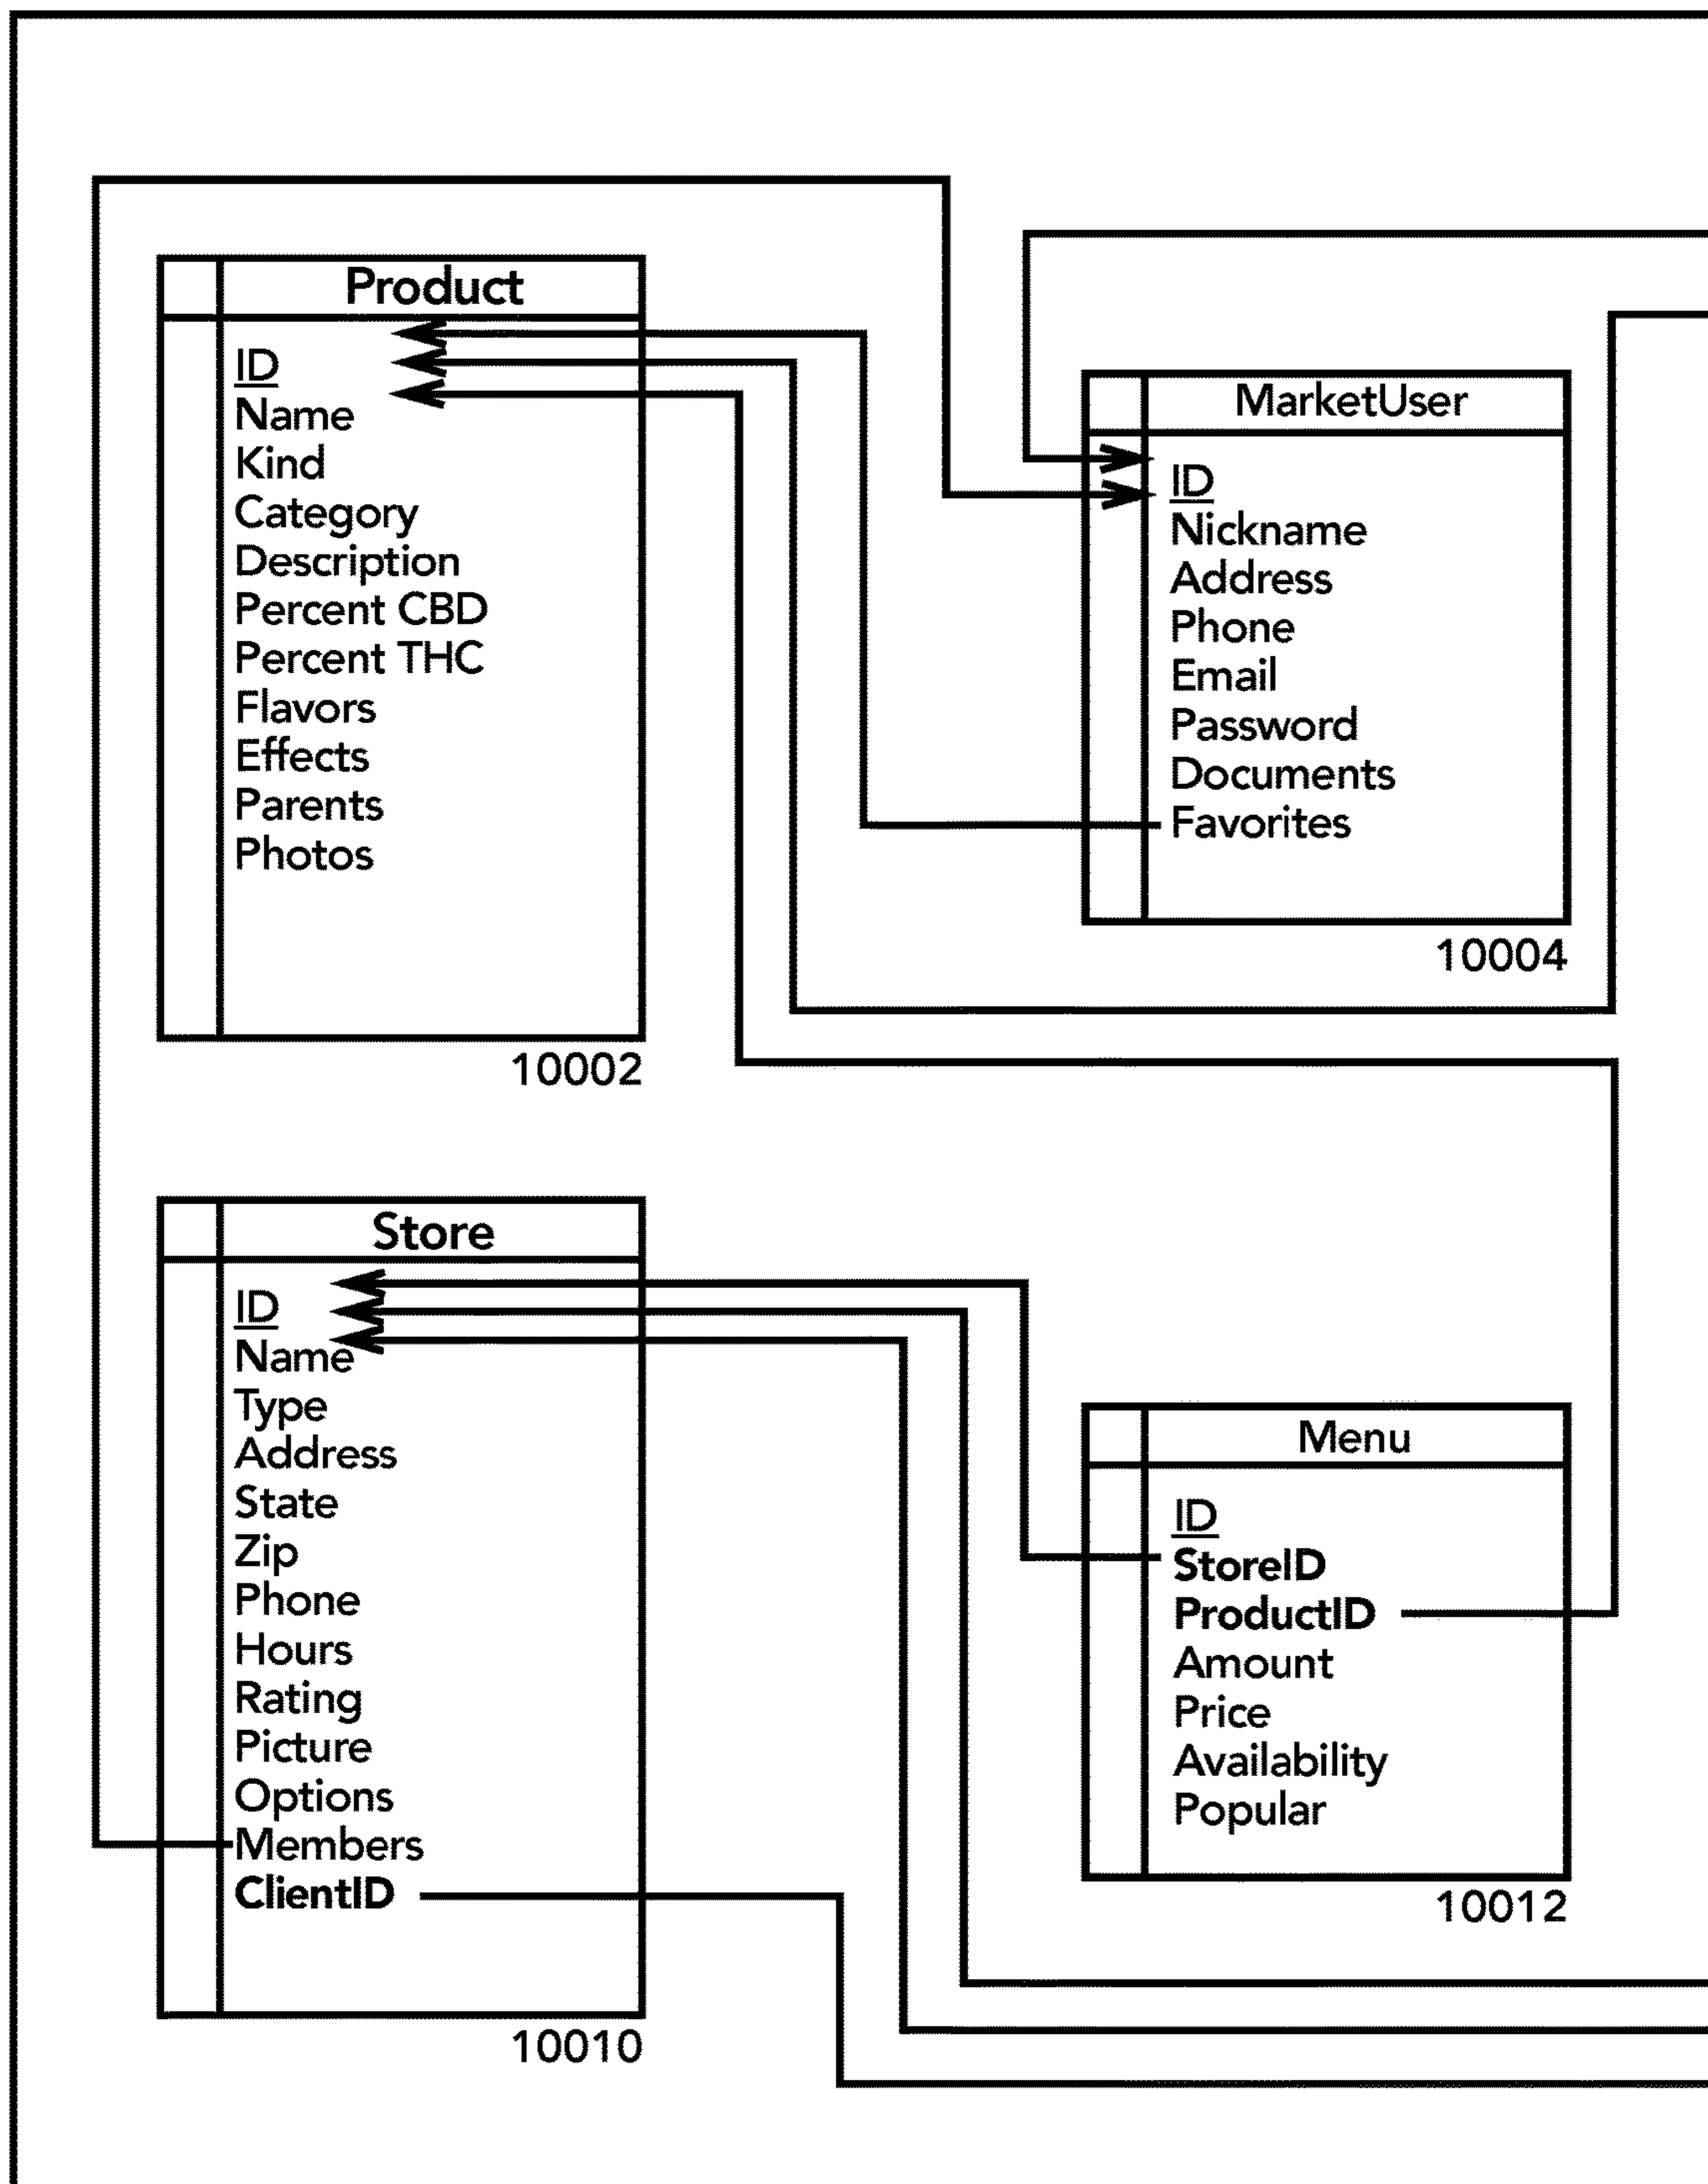 Product
ID
Name
Kind
Category
Description
Percent CBD
Percent THC
Flavors
Effects
Parents
Photos
10002
MarketUser
ID
Nickname
Address
Phone
Email
Password
Documents
Favorites
10004
Store
ID
Name
Type
Address
State
Zip
Phone
Hours
Rating
Picture
Options
Members
ClientID
10010
Menu
ID
StoreID
ProductID
Amount
Price
Availability
Popular
10012